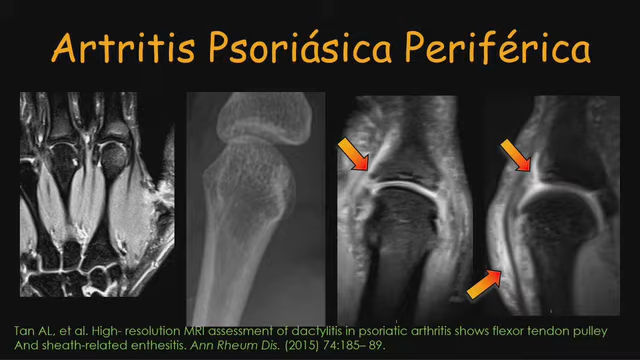 Artritis Psoriásica Periférica
Tan AL, et al. High- resolution MRI assessment of dactylitis in psoriatic arthritis shows flexor tendon pulley
And sheath-related enthesitis. Ann Rheum Dis. (2015) 74:185– 89.